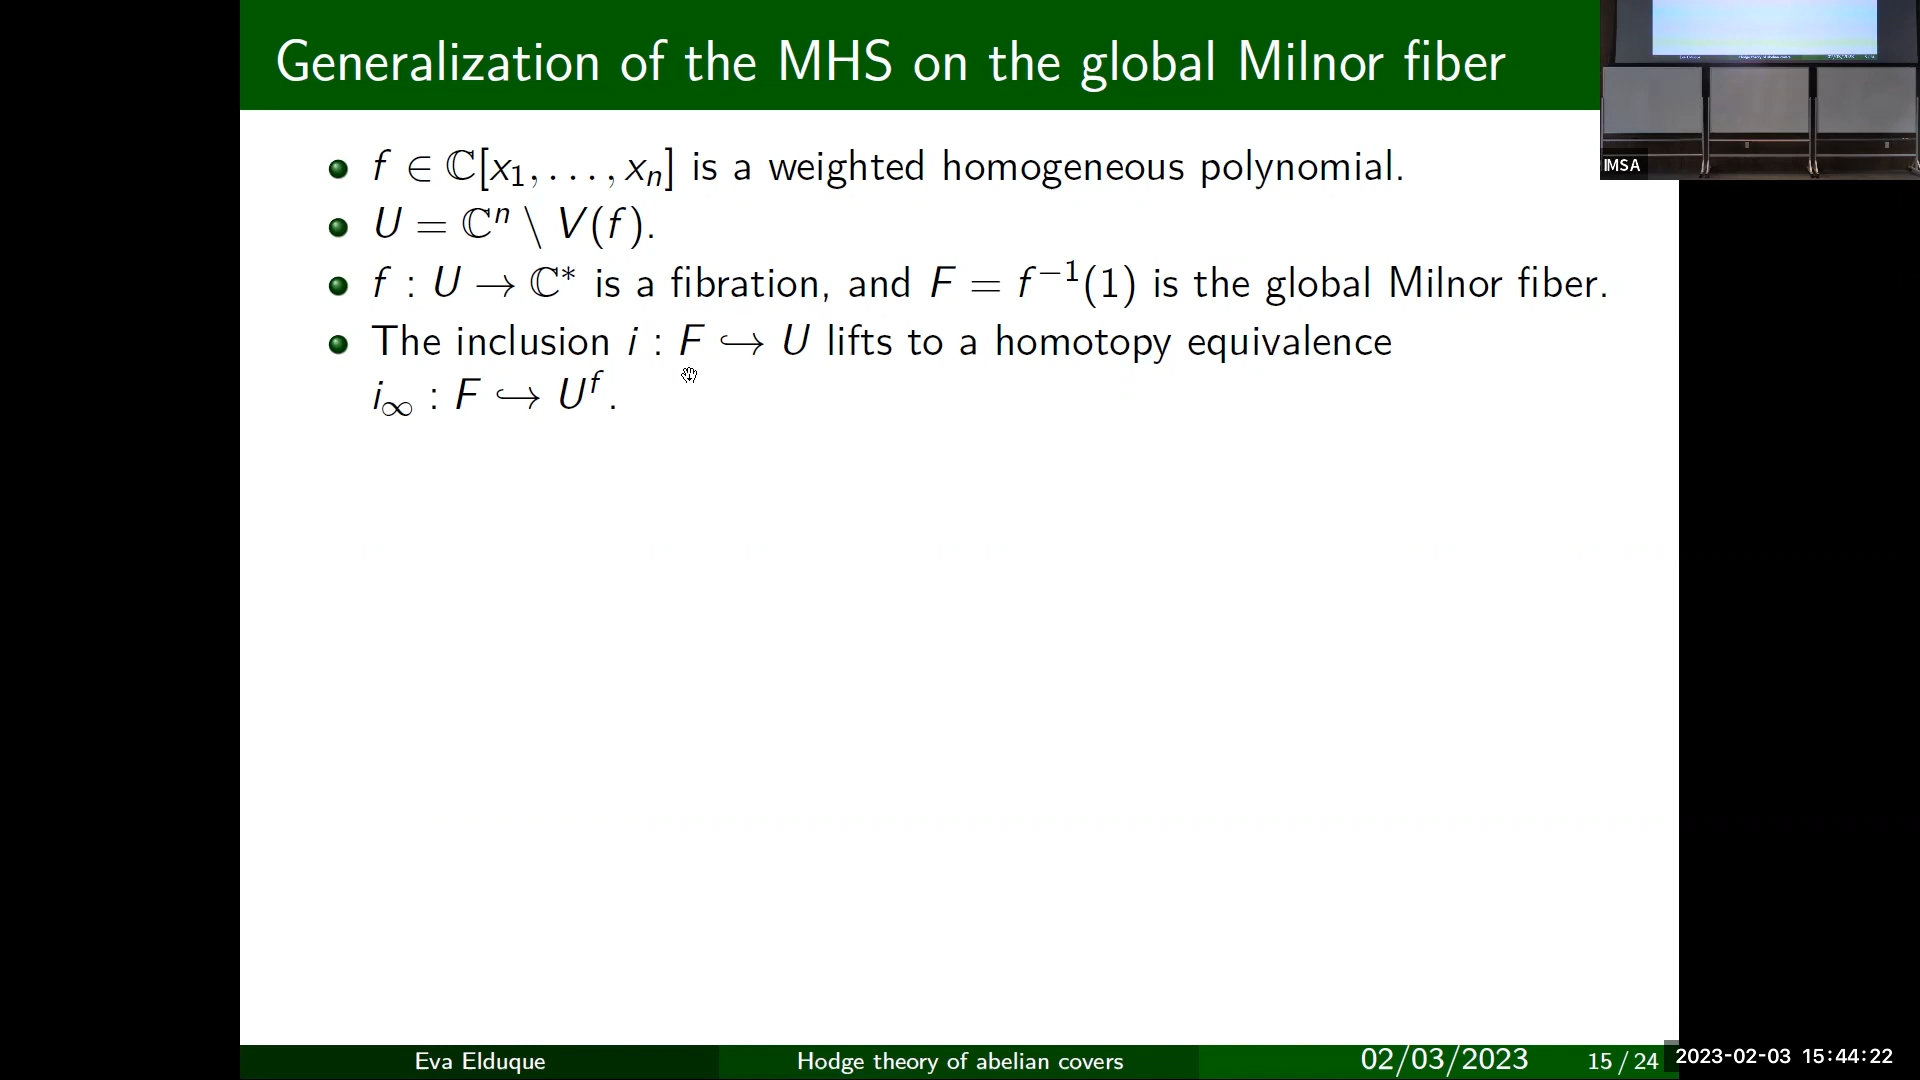 Generalization of the MHS on the global Milnor fiber
f ∈ ℂ[x₁, . . . , xₙ] is a weighted homogeneous polynomial.
U = ℂⁿ \ V(f).
f : U → ℂ* is a fibration, and F = f⁻¹(1) is the global Milnor fiber.
The inclusion i : F ↪ U lifts to a homotopy equivalence
i_∞ : F ↪ U^f.
IMSA
Eva Elduque
Hodge theory of abelian covers
02/03/2023
15 / 24
2023-02-03 15:44:22